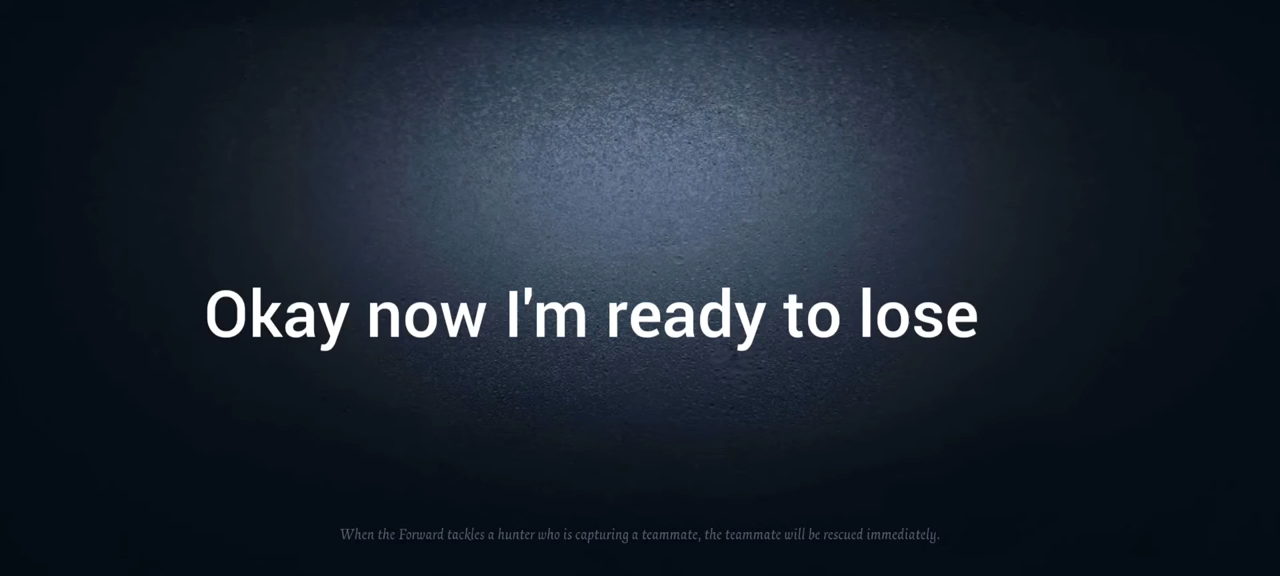 Okay now I'm ready to lose
When the Forward tackles a hunter who is capturing a teammate, the teammate will be rescued immediately.